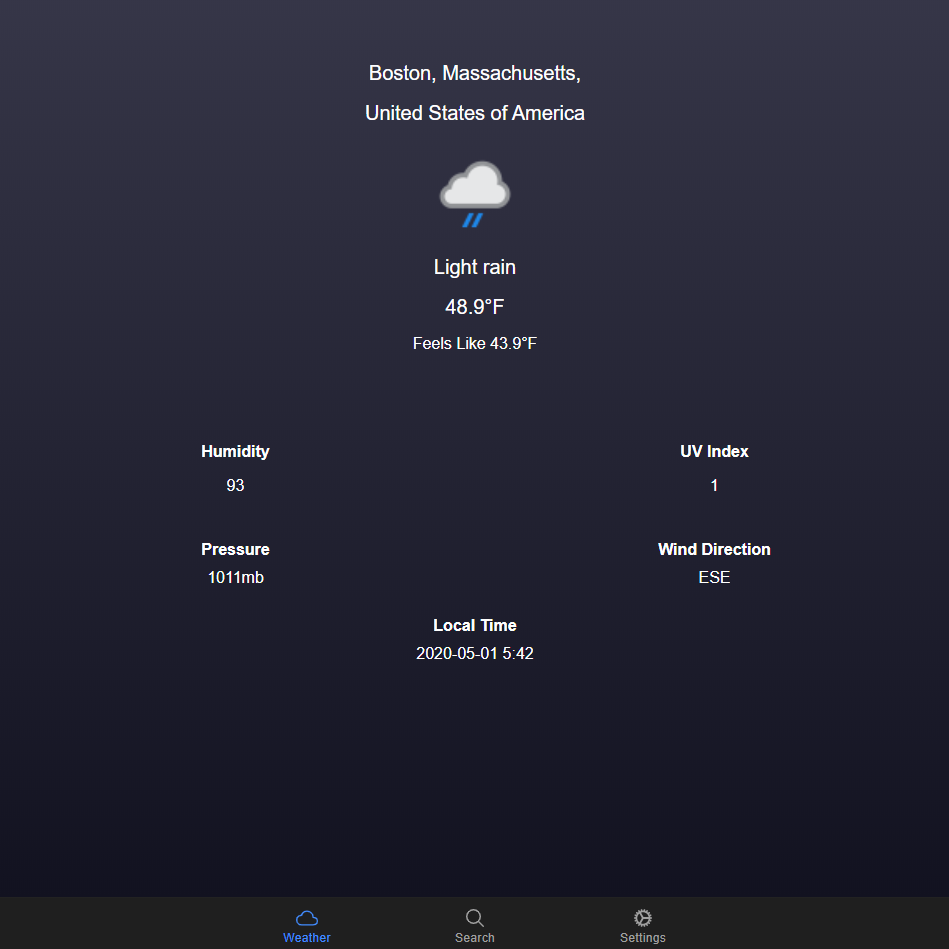 Boston, Massachusetts,
United States of America
Light rain
48.9°F
Feels Like 43.9°F
Humidity
93
UV Index
1
Pressure
1011mb
Wind Direction
ESE
Local Time
2020-05-01 5:42
Weather
Search
Settings